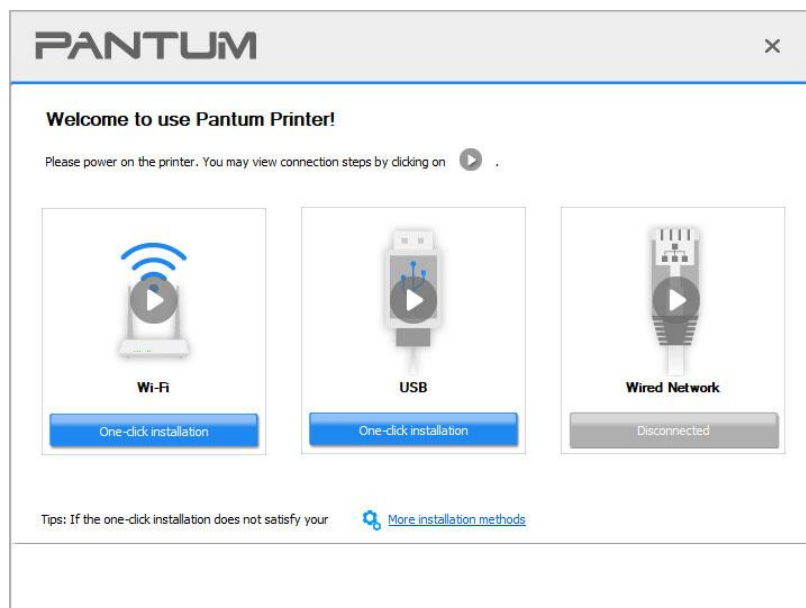 PANTUM
Welcome to use Pantum Printer!
Please power on the printer. You may view connection steps by clicking on .
Wi-Fi
USB
Wired Network
One-click installation
One-click installation
Disconnected
Tips: If the one-click installation does not satisfy your
More installation methods